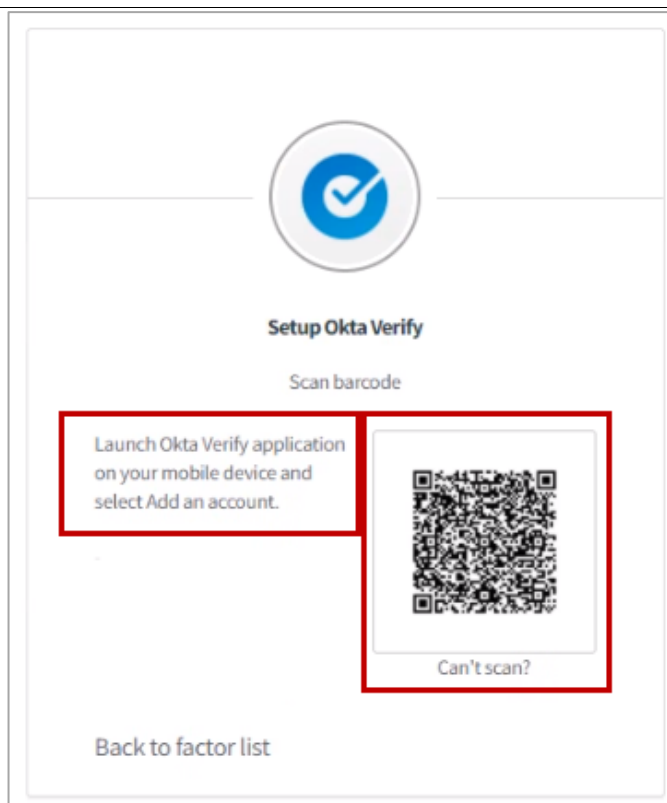 Setup Okta Verify
Scan barcode
Launch Okta Verify application
on your mobile device and
select Add an account.
Can't scan?
Back to factor list